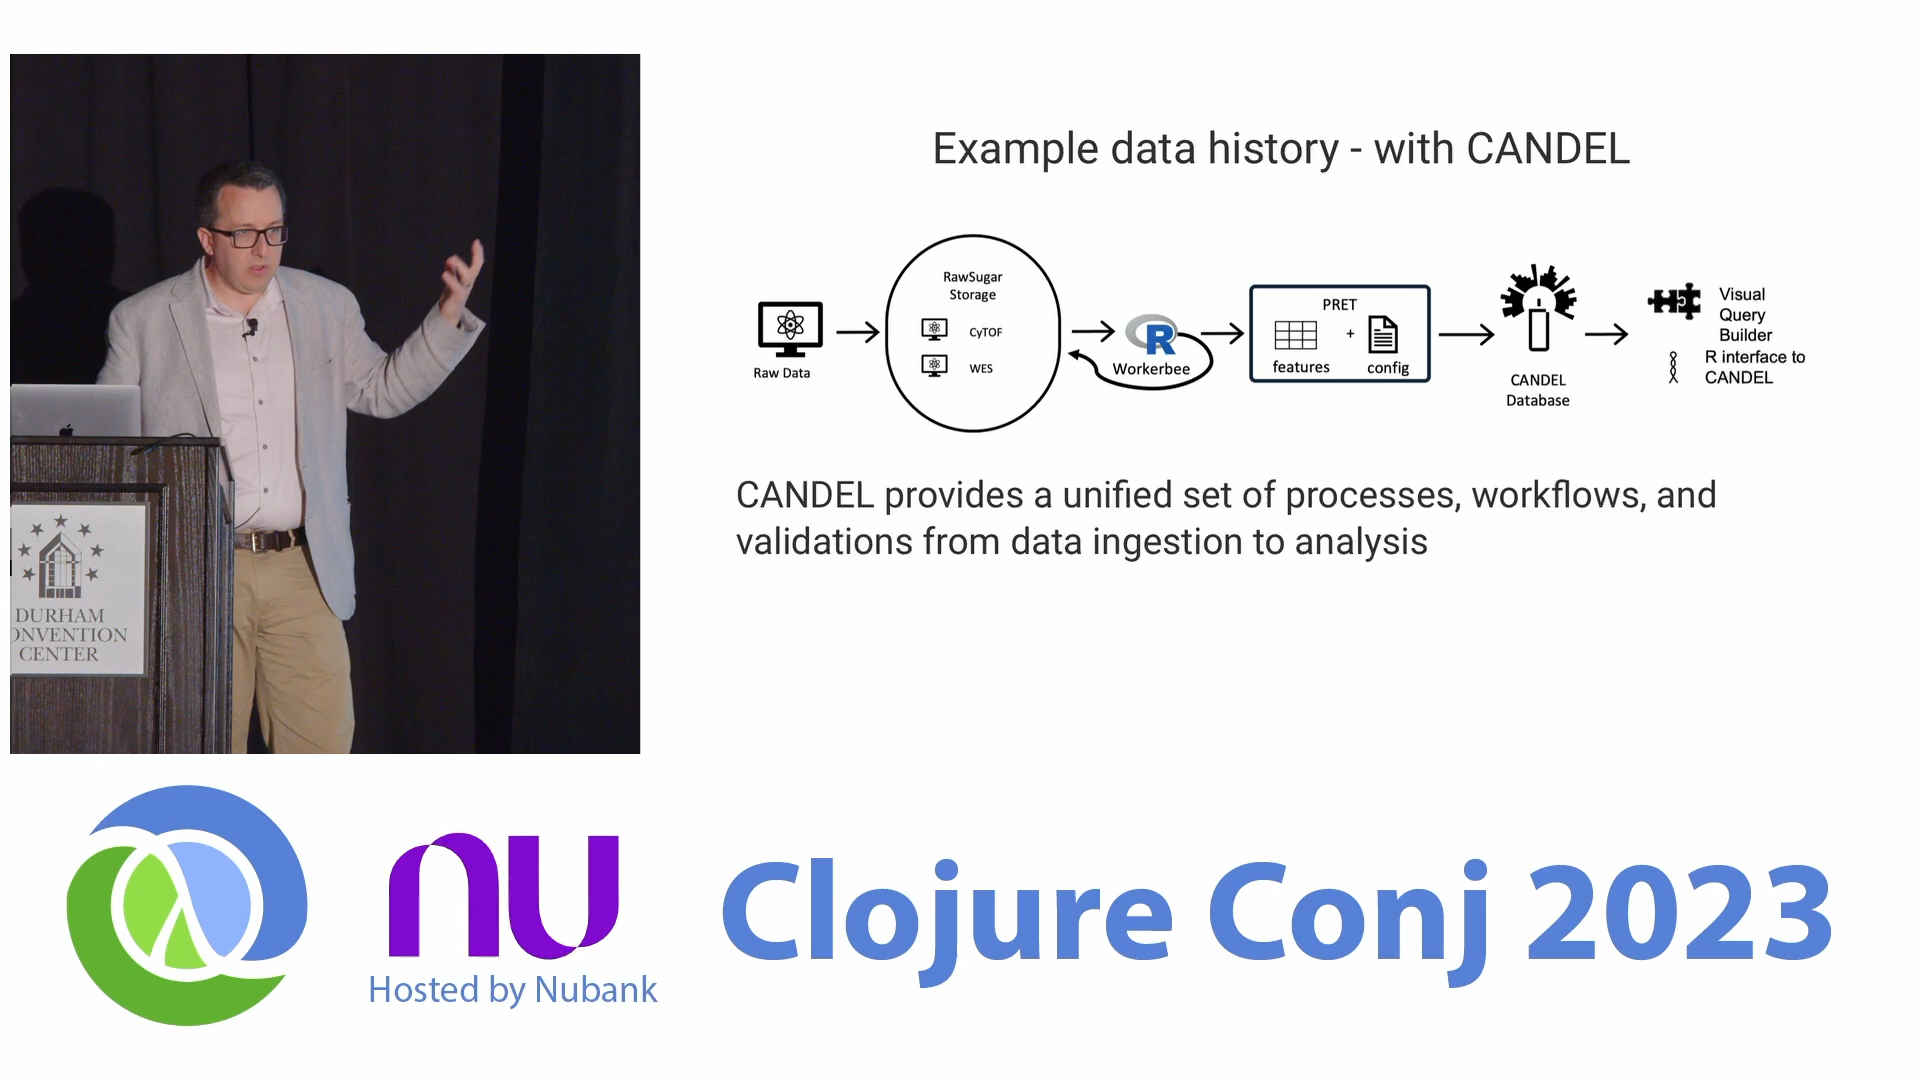 Example data history - with CANDEL
Raw Data
RawSugar
Storage
CyTOF
WES
R
Workerbee
PRET
+
features
config
CANDEL
Database
Visual
Query
Builder
R interface to
CANDEL
CANDEL provides a unified set of processes, workflows, and
validations from data ingestion to analysis
DURHAM
ONVENTION
CENTER
nu
Hosted by Nubank
Clojure Conj 2023